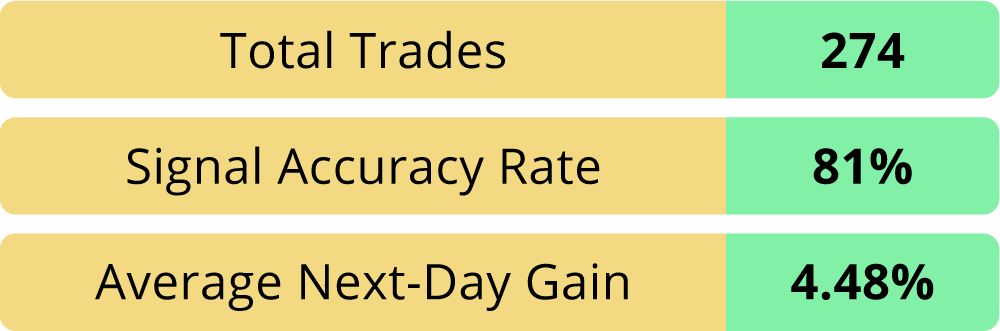 Total Trades 274
Signal Accuracy Rate 81%
Average Next-Day Gain 4.48%